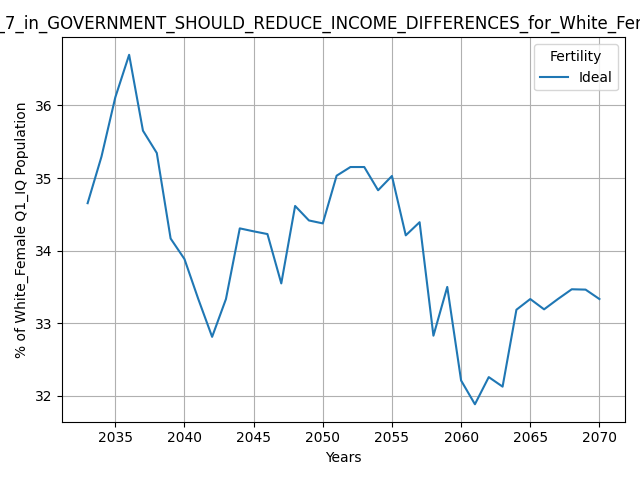 _7_in_GOVERNMENT_SHOULD_REDUCE_INCOME_DIFFERENCES_for_White_Fe
Fertility
Ideal
% of White_Female Q1_IQ Population
36
35
34
33
32
2035 2040 2045 2050 2055 2060 2065 2070
Years